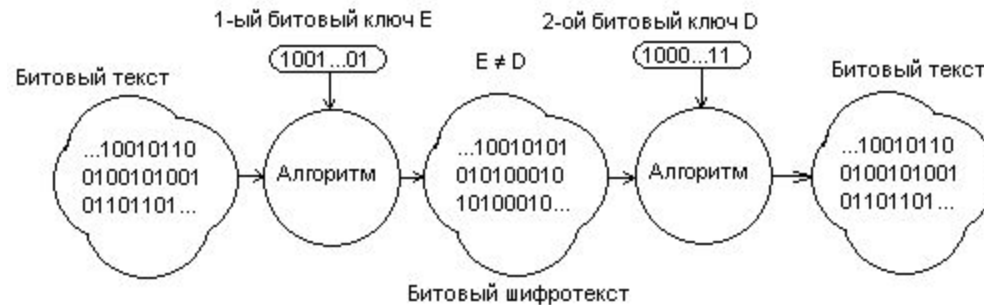 1-ый битовый ключ E
1001...01
2-ой битовый ключ D
1000...11
E ≠ D
Битовый текст
...10010110
0100101001
01101101...
Алгоритм
...10010101
010100010
10100010...
Битовый шифротекст
Алгоритм
Битовый текст
...10010110
0100101001
01101101...